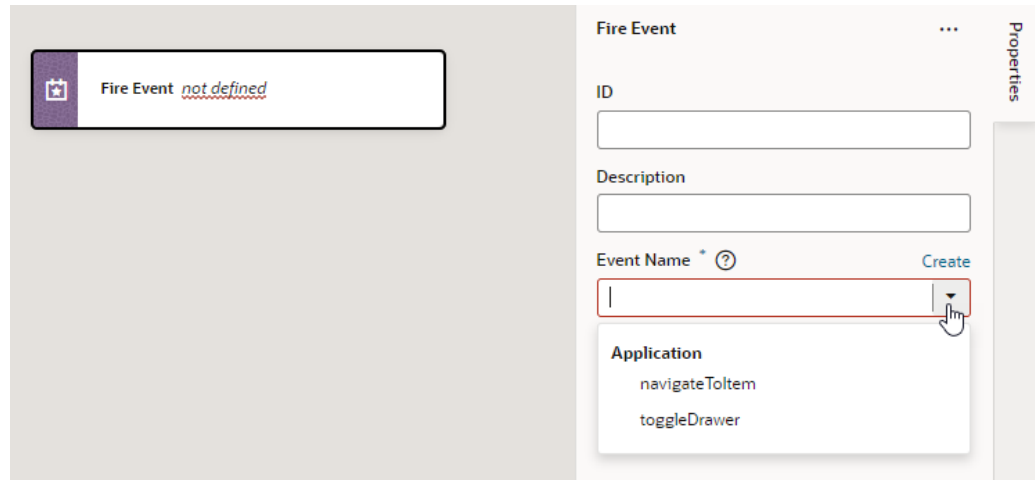 Fire Event not defined
Fire Event
...
Properties
ID
Description
Event Name * ?
Create
Application
navigateToItem
toggleDrawer